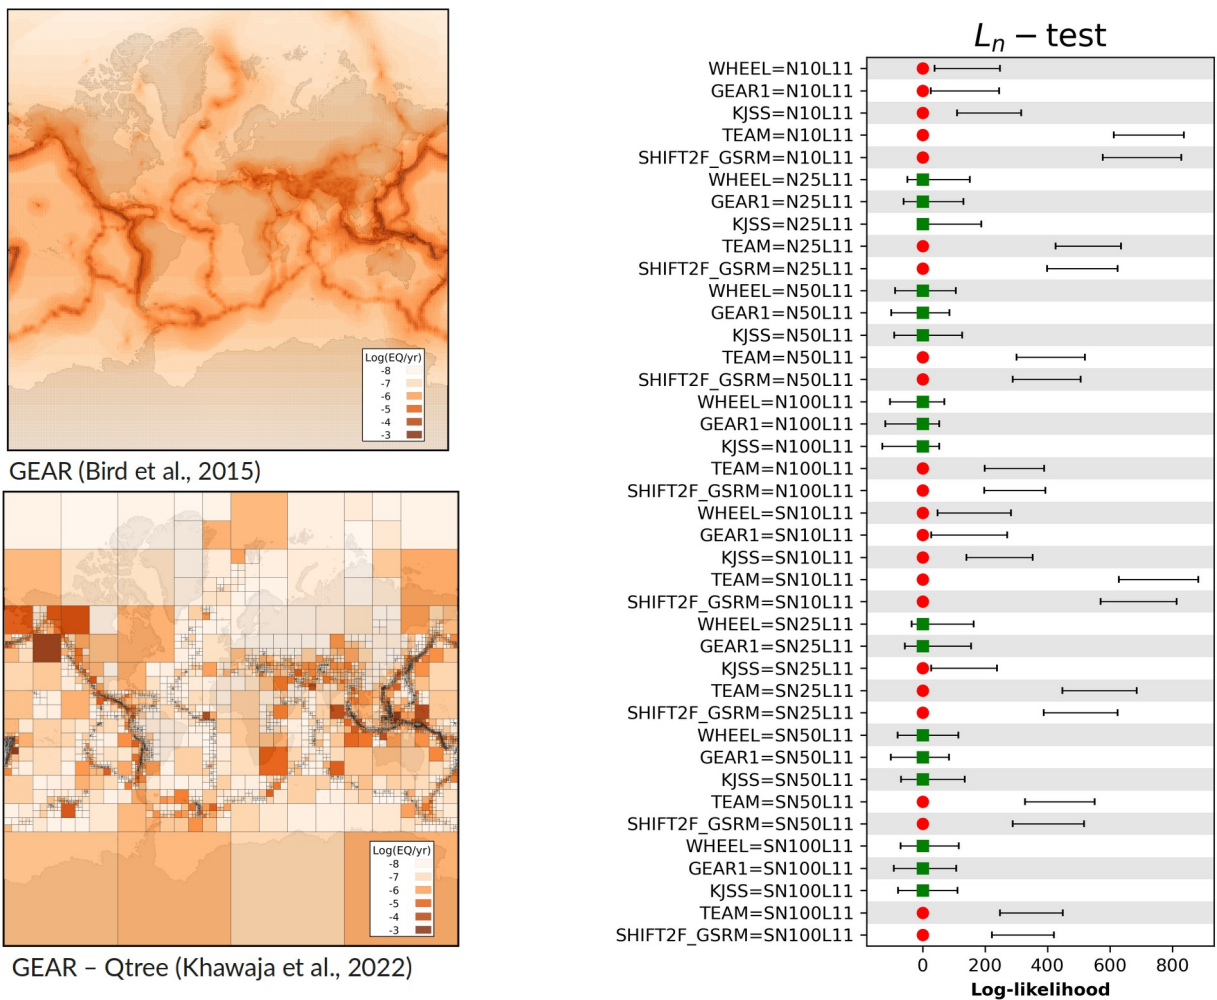 Log(EQ/yr)
-8
-7
-6
-5
-4
-3
GEAR (Bird et al., 2015)
Log(EQ/yr)
-8
-7
-6
-5
-4
-3
GEAR – Qtree (Khawaja et al., 2022)
Lₙ − test
WHEEL=N10L11
GEAR1=N10L11
KJSS=N10L11
TEAM=N10L11
SHIFT2F_GSRM=N10L11
WHEEL=N25L11
GEAR1=N25L11
KJSS=N25L11
TEAM=N25L11
SHIFT2F_GSRM=N25L11
WHEEL=N50L11
GEAR1=N50L11
KJSS=N50L11
TEAM=N50L11
SHIFT2F_GSRM=N50L11
WHEEL=N100L11
GEAR1=N100L11
KJSS=N100L11
TEAM=N100L11
SHIFT2F_GSRM=N100L11
WHEEL=SN10L11
GEAR1=SN10L11
KJSS=SN10L11
TEAM=SN10L11
SHIFT2F_GSRM=SN10L11
WHEEL=SN25L11
GEAR1=SN25L11
KJSS=SN25L11
TEAM=SN25L11
SHIFT2F_GSRM=SN25L11
WHEEL=SN50L11
GEAR1=SN50L11
KJSS=SN50L11
TEAM=SN50L11
SHIFT2F_GSRM=SN50L11
WHEEL=SN100L11
GEAR1=SN100L11
KJSS=SN100L11
TEAM=SN100L11
SHIFT2F_GSRM=SN100L11
0 200 400 600 800
Log-likelihood